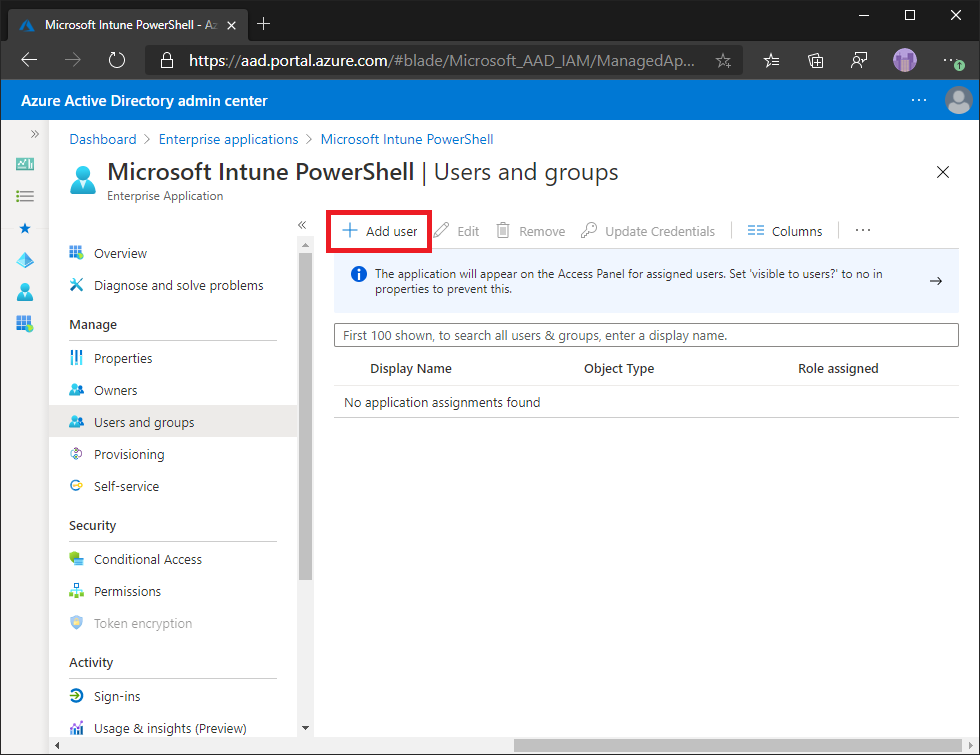 Microsoft Intune PowerShell - Az
https://aad.portal.azure.com/#blade/Microsoft_AAD_IAM/ManagedAp...
Azure Active Directory admin center
Dashboard > Enterprise applications > Microsoft Intune PowerShell
Microsoft Intune PowerShell | Users and groups
Enterprise Application
Overview
Diagnose and solve problems
Manage
Properties
Owners
Users and groups
Provisioning
Self-service
Security
Conditional Access
Permissions
Token encryption
Activity
Sign-ins
Usage & insights (Preview)
Add user Edit Remove Update Credentials Columns ...
The application will appear on the Access Panel for assigned users. Set 'visible to users?' to no in
properties to prevent this.
First 100 shown, to search all users & groups, enter a display name.
Display Name Object Type Role assigned
No application assignments found